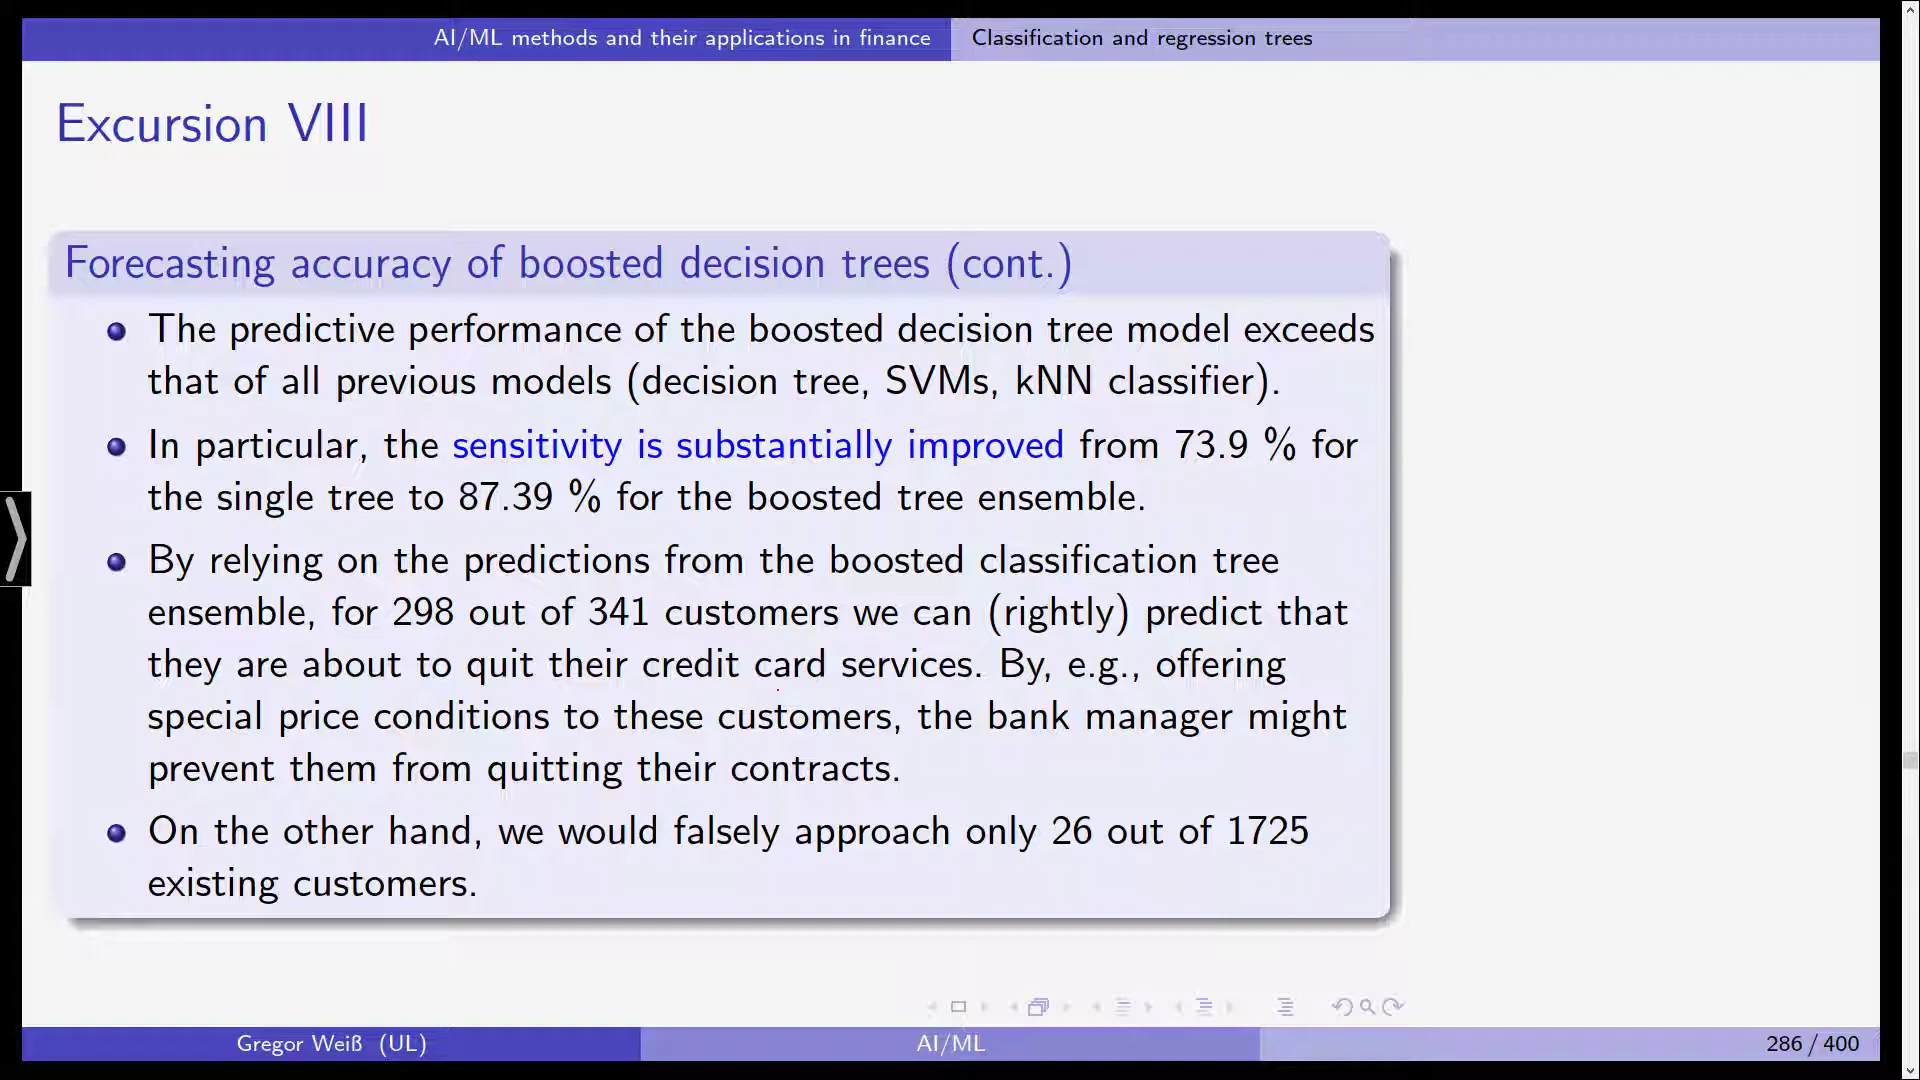 AI/ML methods and their applications in finance
Classification and regression trees
Excursion VIII
Forecasting accuracy of boosted decision trees (cont.)
The predictive performance of the boosted decision tree model exceeds
that of all previous models (decision tree, SVMs, kNN classifier).
In particular, the sensitivity is substantially improved from 73.9 % for
the single tree to 87.39 % for the boosted tree ensemble.
By relying on the predictions from the boosted classification tree
ensemble, for 298 out of 341 customers we can (rightly) predict that
they are about to quit their credit card services. By, e.g., offering
special price conditions to these customers, the bank manager might
prevent them from quitting their contracts.
On the other hand, we would falsely approach only 26 out of 1725
existing customers.
Gregor Weiß (UL)
AI/ML
286 / 400